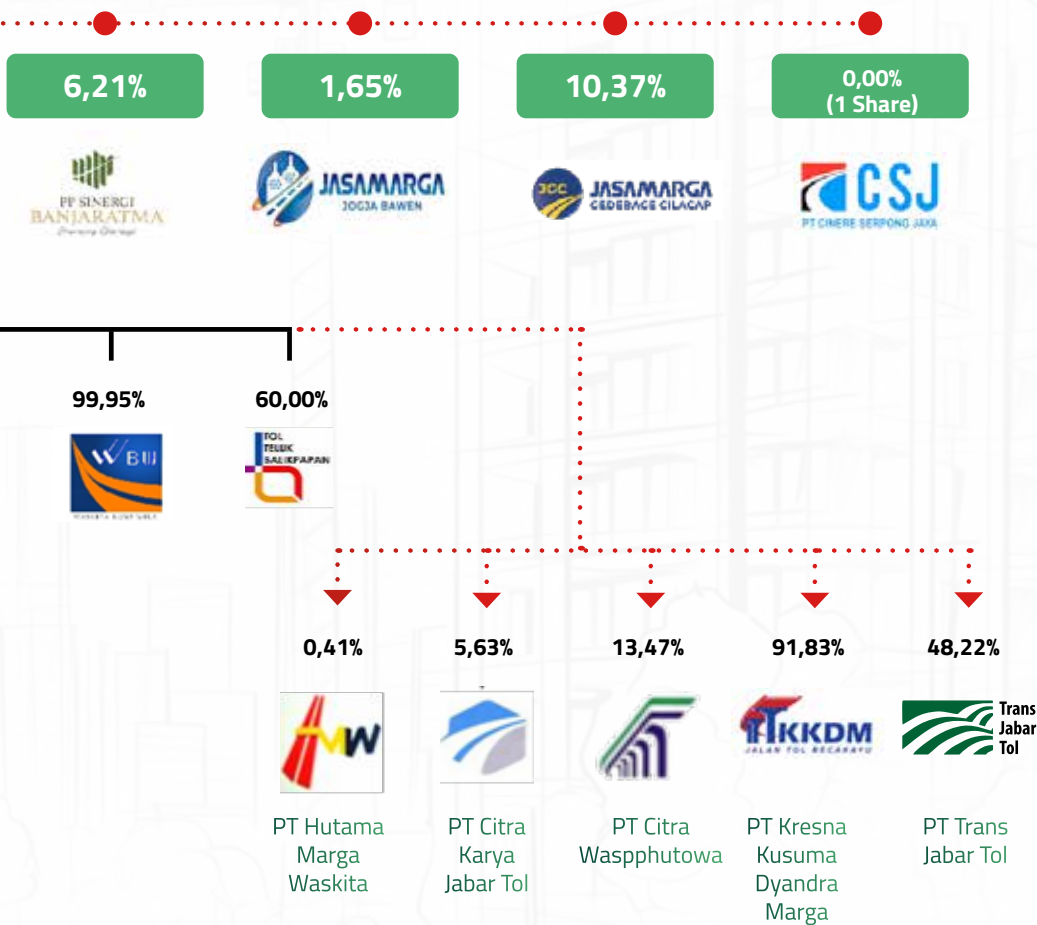 6,21%
1,65%
10,37%
0,00%
(1 Share)
PP SINERGI
BANJARATMA
JASAMARGA
JOGJA BAWEN
JCC
JASAMARGA
GEDEBAGE CILACAP
CSJ
PT CINERE SERPONG JAYA
99,95%
60,00%
TOL
TELUK
BALIKPAPAN
0,41%
5,63%
13,47%
91,83%
48,22%
HMW
KKDM
JALAN TOL BECAKAYU
Trans
Jabar
Tol
PT Hutama
Marga
Waskita
PT Citra
Karya
Jabar Tol
PT Citra
Waspphutowa
PT Kresna
Kusuma
Dyandra
Marga
PT Trans
Jabar Tol